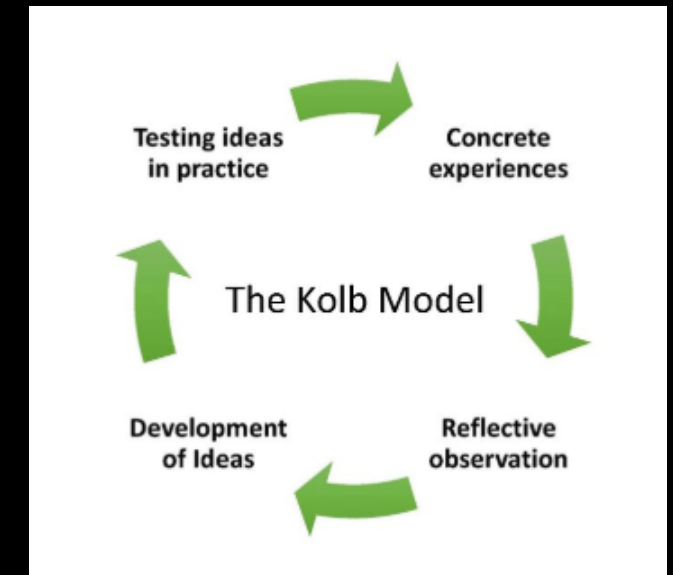 Testing ideas
in practice
Concrete
experiences
The Kolb Model
Development
of Ideas
Reflective
observation